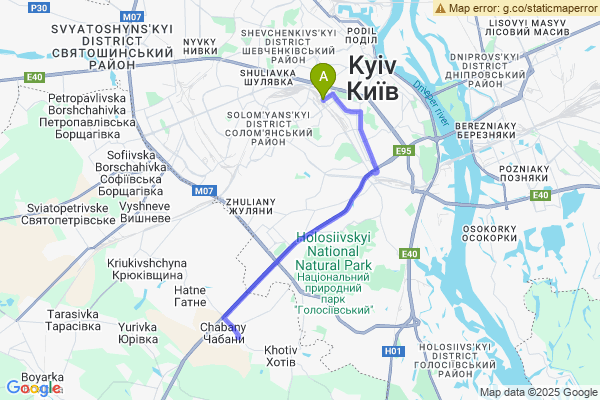 Map error: g.co/staticmaperror
P30
M07
SVYATOSHYNS'KYI
DISTRICT
СВЯТОШИНСЬКИЙ
РАЙОН
NYVKY
НИВКИ
SHEVCHENKIVS'KYI
DISTRICT
ШЕВЧЕНКІВСЬКИЙ
РАЙОН
PODIL
ПОДІЛ
LISOVYI MASYV
ЛІСОВИЙ МАСИВ
DNIPROVS'KYI
DISTRICT
ДНІПРОВСЬКИЙ
РАЙОН
E40
SHULIAVKA
ШУЛЯВКА
A
Kyiv
Київ
Dnieper river
E40
Petropavlivska
Borshchahivka
Петропавлівська
Борщагівка
SOLOM'YANS'KYI
DISTRICT
СОЛОМ'ЯНСЬКИЙ
РАЙОН
BEREZNIAKY
БЕРЕЗНЯКИ
E95
Sofiivska
Borschahivka
Софіївська
Борщагівка
POZNIAKY
ПОЗНЯКИ
M07
E40
Sviatopetrivske
Святопетрівське
Vyshneve
Вишневе
ZHULIANY
ЖУЛЯНИ
OSOKORKY
ОСОКОРКИ
Holosiivskyi
National
Natural Park
Національний
природний
парк
"Голосіївський"
E40
Kriukivshchyna
Крюківщина
Hatne
Гатне
Tarasivka
Тарасівка
Yurivka
Юрівка
Chabany
Чабани
Khotiv
Хотів
H01
HOLOSIIVS'KYI
DISTRICT
ГОЛОСІЇВСЬКИЙ
РАЙОН
Boyarka
Google
Map data ©2025 Google